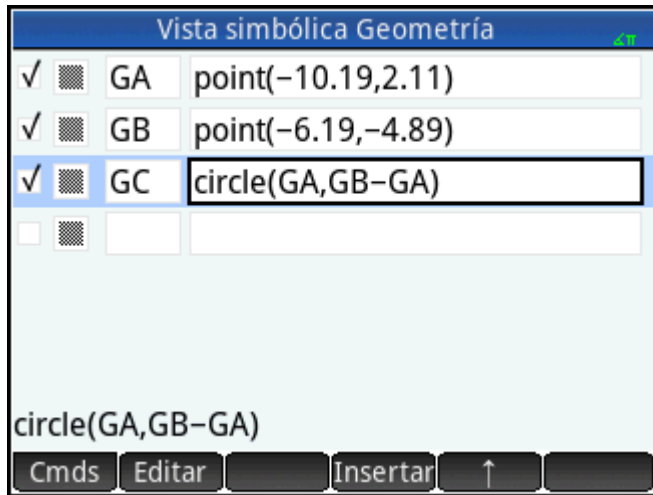 Vista simbólica Geometría ∠π
√ GA point(−10.19,2.11)
√ GB point(−6.19,−4.89)
√ GC circle(GA,GB−GA)
circle(GA,GB−GA)
Cmds Editar Insertar ↑